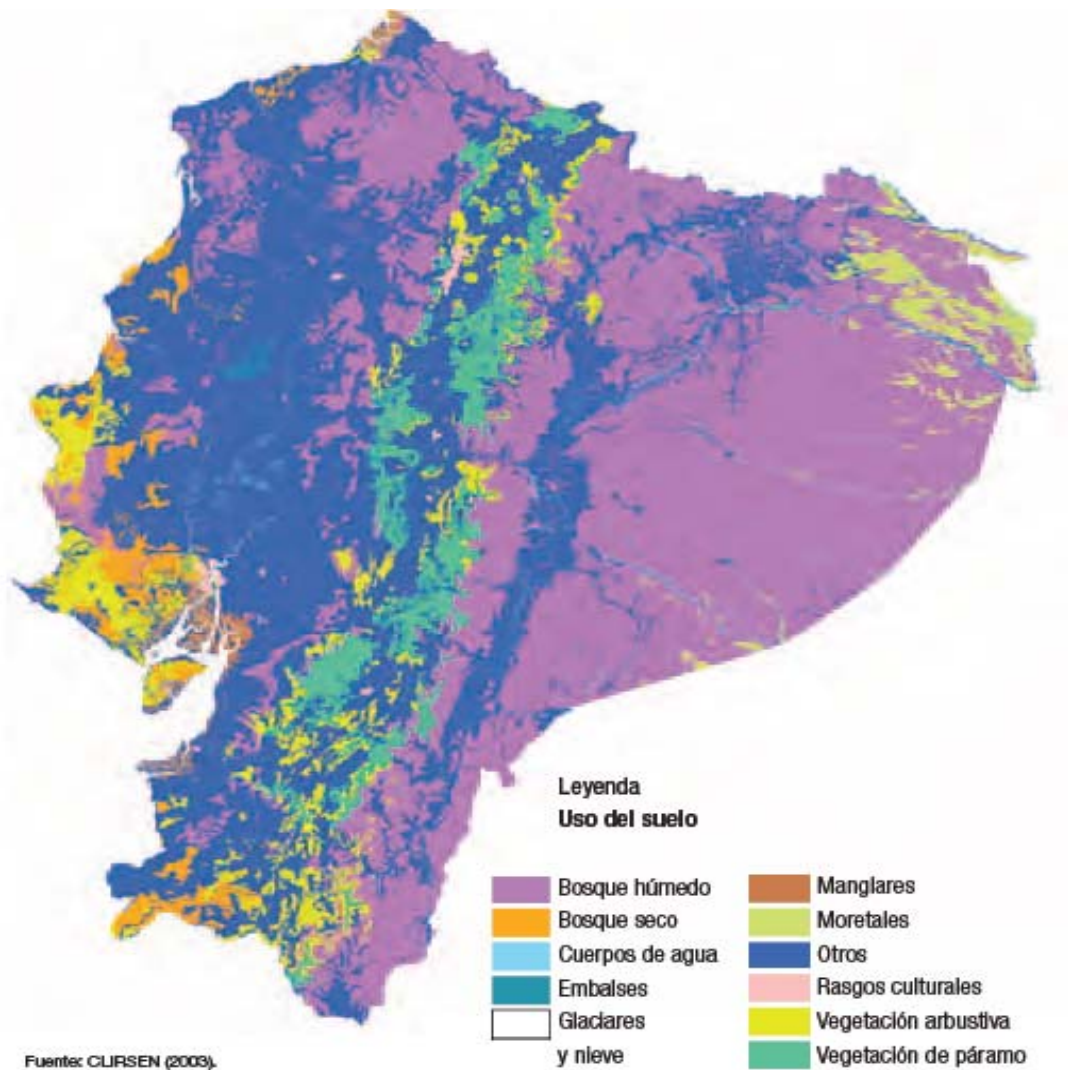 Leyenda
Uso del suelo
Bosque húmedo
Bosque seco
Cuerpos de agua
Embalses
Glaciares
y nieve
Manglares
Moretales
Otros
Rasgos culturales
Vegetación arbustiva
Vegetación de páramo
Fuente: CLIRSEN (2003).